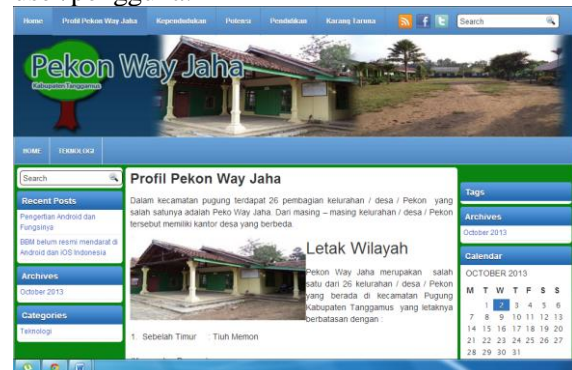 Home Profil Pekon Way Jaha Kependudukan Potensi Pendidikan Karang Taruna Search
Pekon Way Jaha
Kabupaten Tanggamus
HOME TEKNOLOGI
Search
Recent Posts
Pengertian Android dan
Fungsinya
BBM belum resmi mendarat di
Android dan iOS Indonesia
Archives
October 2013
Categories
Teknologi
Profil Pekon Way Jaha
Dalam kecamatan pugung terdapat 26 pembagian kelurahan / desa / Pekon yang
salah satunya adalah Peko Way Jaha. Dari masing – masing kelurahan / desa / Pekon
tersebut memiliki kantor desa yang berbeda.
Letak Wilayah
Pekon Way Jaha merupakan salah
satu dari 26 kelurahan / desa / Pekon
yang berada di kecamatan Pugung
Kabupaten Tanggamus yang letaknya
berbatasan dengan :
1. Sebelah Timur : Tiuh Memon
Tags
Archives
October 2013
Calendar
OCTOBER 2013
M T W T F S S
1 2 3 4 5 6
7 8 9 10 11 12 13
14 15 16 17 18 19 20
21 22 23 24 25 26 27
28 29 30 31